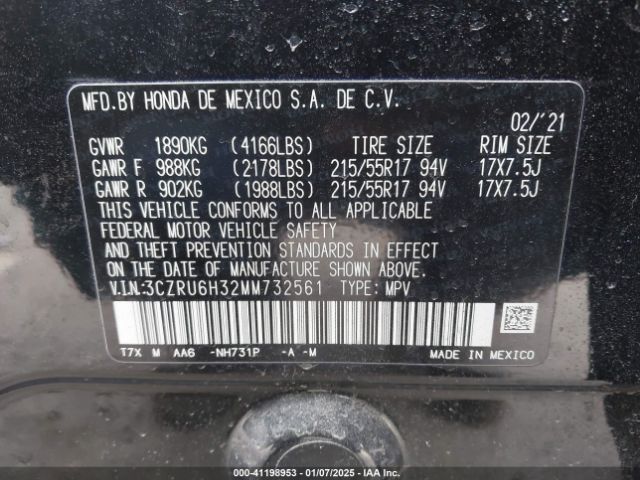 MFD.BY HONDA DE MEXICO S.A. DE C.V.
02/'21
GVWR 1890KG (4166LBS) TIRE SIZE RIM SIZE
GAWR F 988KG (2178LBS) 215/55R17 94V 17X7.5J
GAWR R 902KG (1988LBS) 215/55R17 94V 17X7.5J
THIS VEHICLE CONFORMS TO ALL APPLICABLE
FEDERAL MOTOR VEHICLE SAFETY
AND THEFT PREVENTION STANDARDS IN EFFECT ON
THE DATE OF MANUFACTURE SHOWN ABOVE.
V.I.N:3CZRU6H32MM732561 TYPE: MPV
T7X M AA6 -NH731P -A -M MADE IN MEXICO
000-41198953 - 01/07/2025 - IAA Inc.